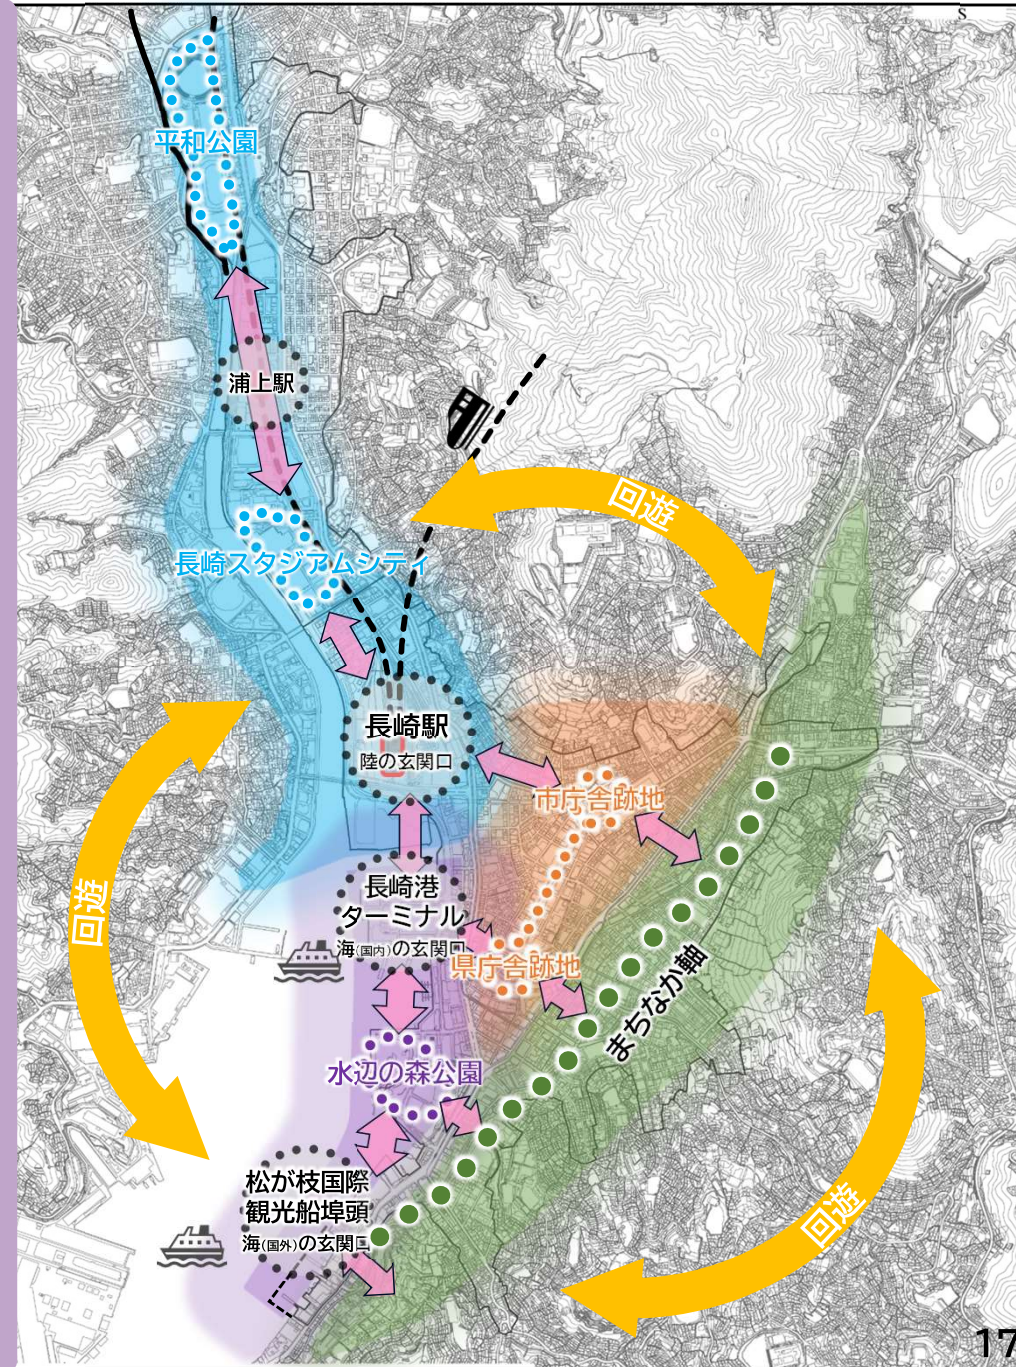 S
平和公園
浦上駅
回遊
長崎スタジアムシティ
長崎駅
陸の玄関口
市庁舎跡地
長崎港
ターミナル
海(国内)の玄関口
回遊
県庁舎跡地
まちなか軸
水辺の森公園
松が枝国際
観光船埠頭
海(国外)の玄関口
回遊
17